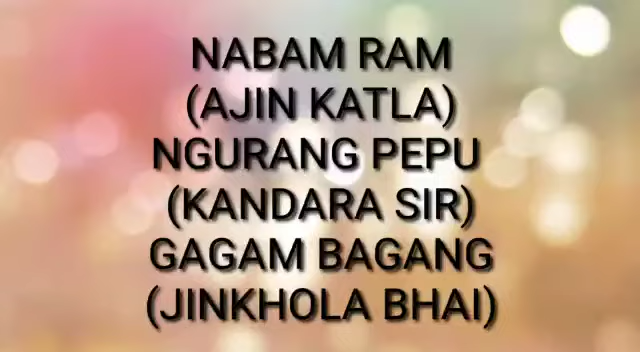 NABAM RAM
(AJIN KATLA)
NGURANG PEPU
(KANDARA SIR)
GAGAM BAGANG
(JINKHOLA BHAI)